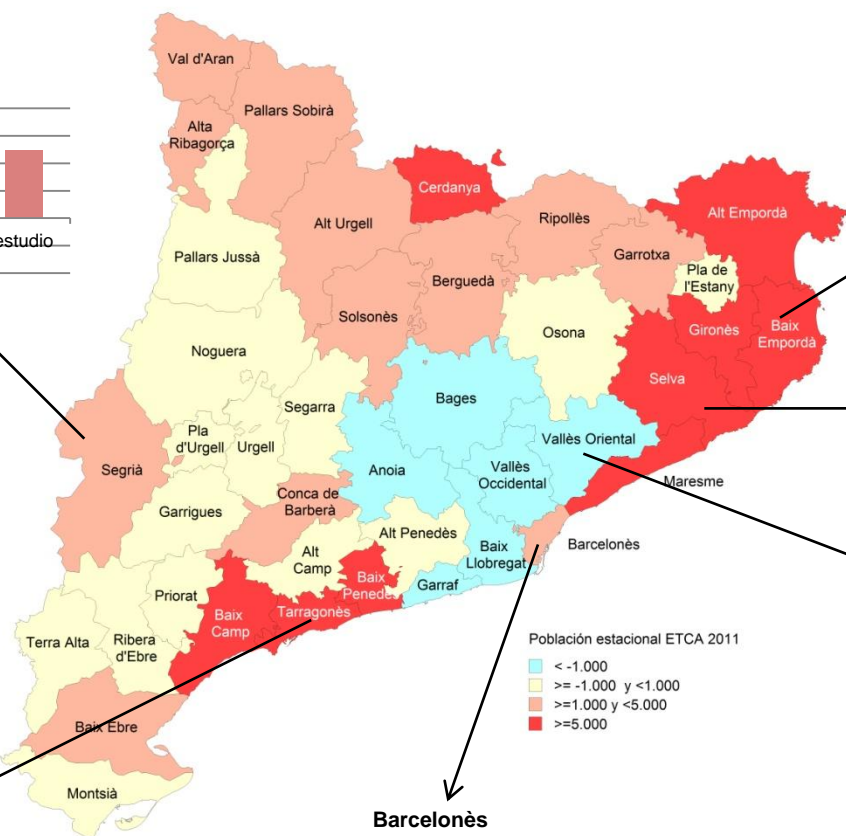 Val d'Aran
Pallars Sobirà
Alta
Ribagorça
Cerdanya
estudio
Alt Urgell
Ripollès
Alt Empordà
Pallars Jussà
Garrotxa
Pla de
l'Estany
Berguedà
Solsonès
Gironès
Baix
Empordà
Osona
Noguera
Selva
Bages
Segarra
Vallès Oriental
Pla
d'Urgell
Urgell
Segrià
Anoia
Vallès
Occidental
Maresme
Conca de
Barberà
Garrigues
Alt Penedès
Barcelonès
Alt
Camp
Baix
Llobregat
Baix
Penedès
Garraf
Priorat
Baix
Camp
Tarragonès
Terra Alta
Ribera
d'Ebre
Población estacional ETCA 2011
< -1.000
>= -1.000 y <1.000
>=1.000 y <5.000
>=5.000
Baix Ebre
Montsià
Barcelonès